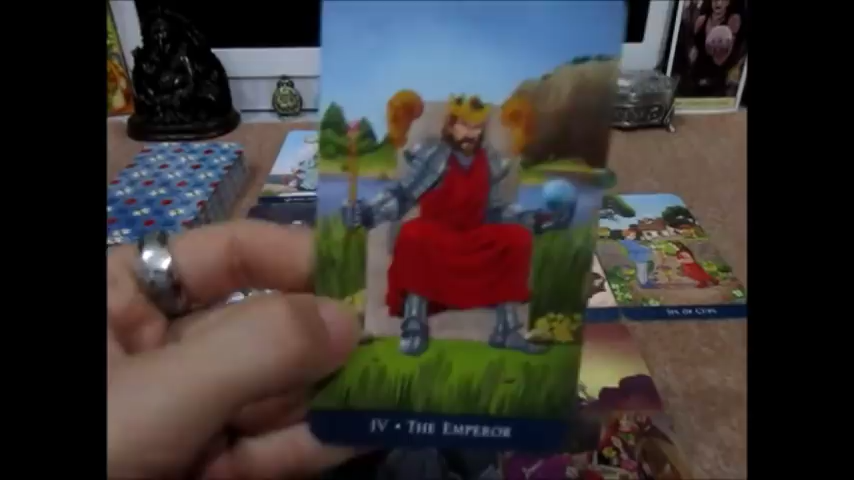 IV • THE EMPEROR
SIX OF CUPS